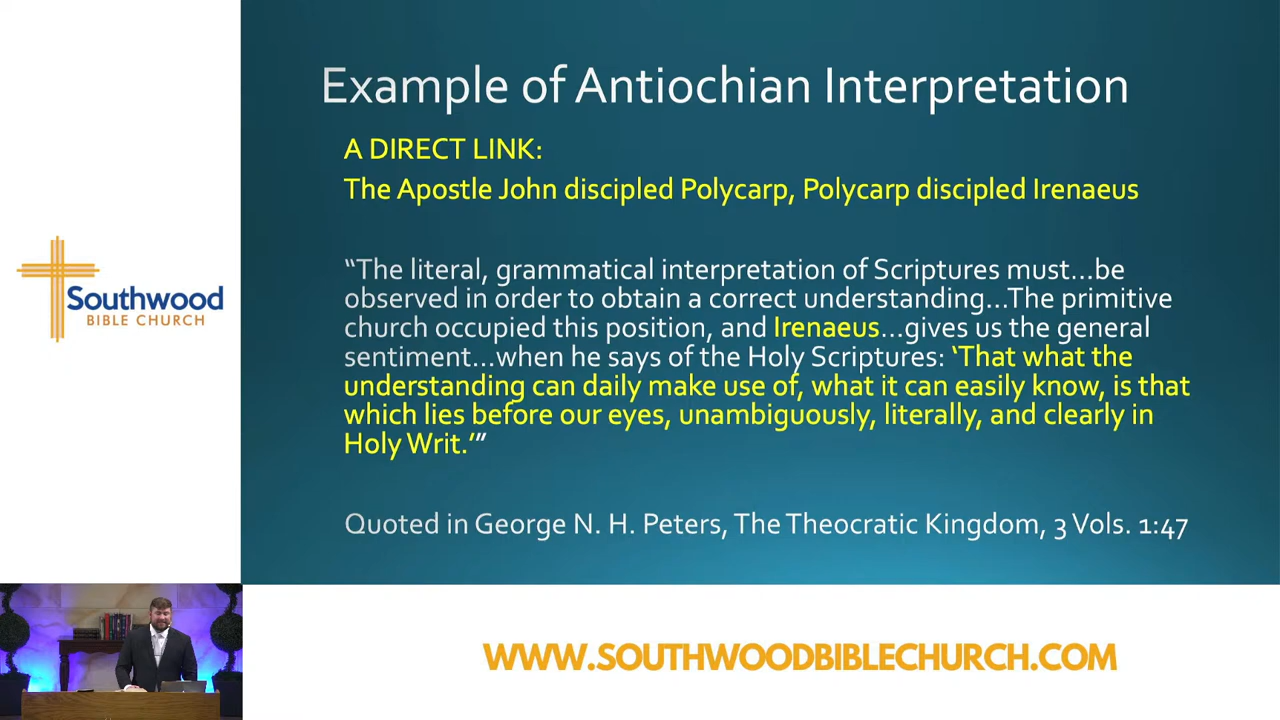 Example of Antiochian Interpretation
A DIRECT LINK:
The Apostle John discipled Polycarp, Polycarp discipled Irenaeus
“The literal, grammatical interpretation of Scriptures must…be
observed in order to obtain a correct understanding…The primitive
church occupied this position, and Irenaeus…gives us the general
sentiment…when he says of the Holy Scriptures: ‘That what the
understanding can daily make use of, what it can easily know, is that
which lies before our eyes, unambiguously, literally, and clearly in
Holy Writ.’”
Quoted in George N. H. Peters, The Theocratic Kingdom, 3 Vols. 1:47
Southwood
BIBLE CHURCH
WWW.SOUTHWOODBIBLECHURCH.COM